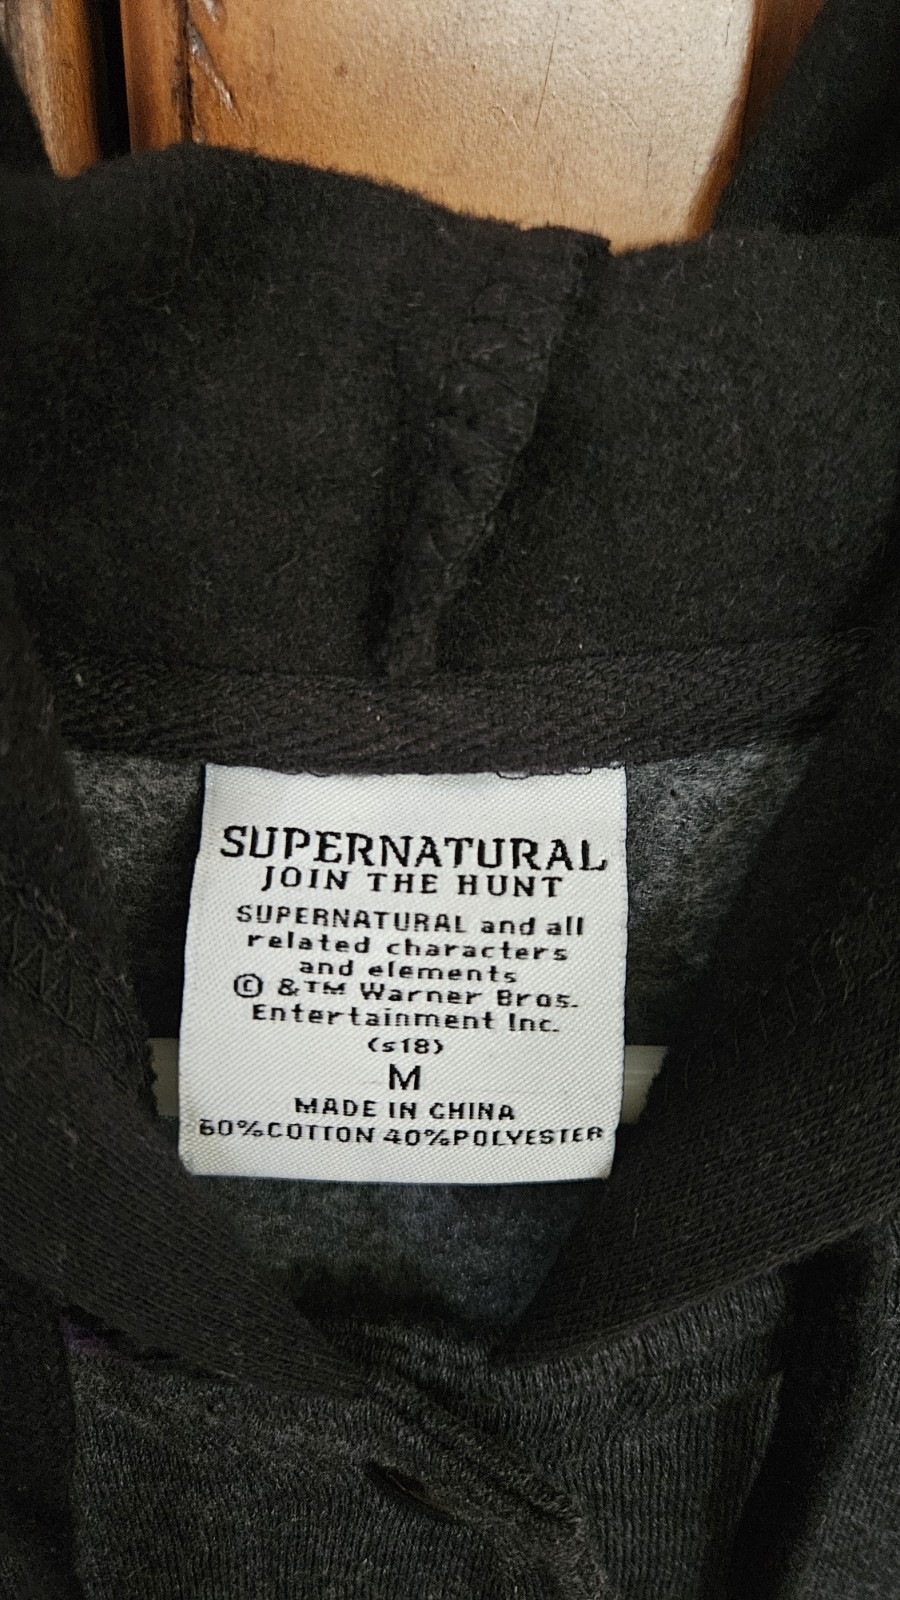 SUPERNATURAL
JOIN THE HUNT
SUPERNATURAL and all
related characters
and elements
© &™ Warner Bros.
Entertainment Inc.
(s18)
M
MADE IN CHINA
60%COTTON 40%POLYESTER